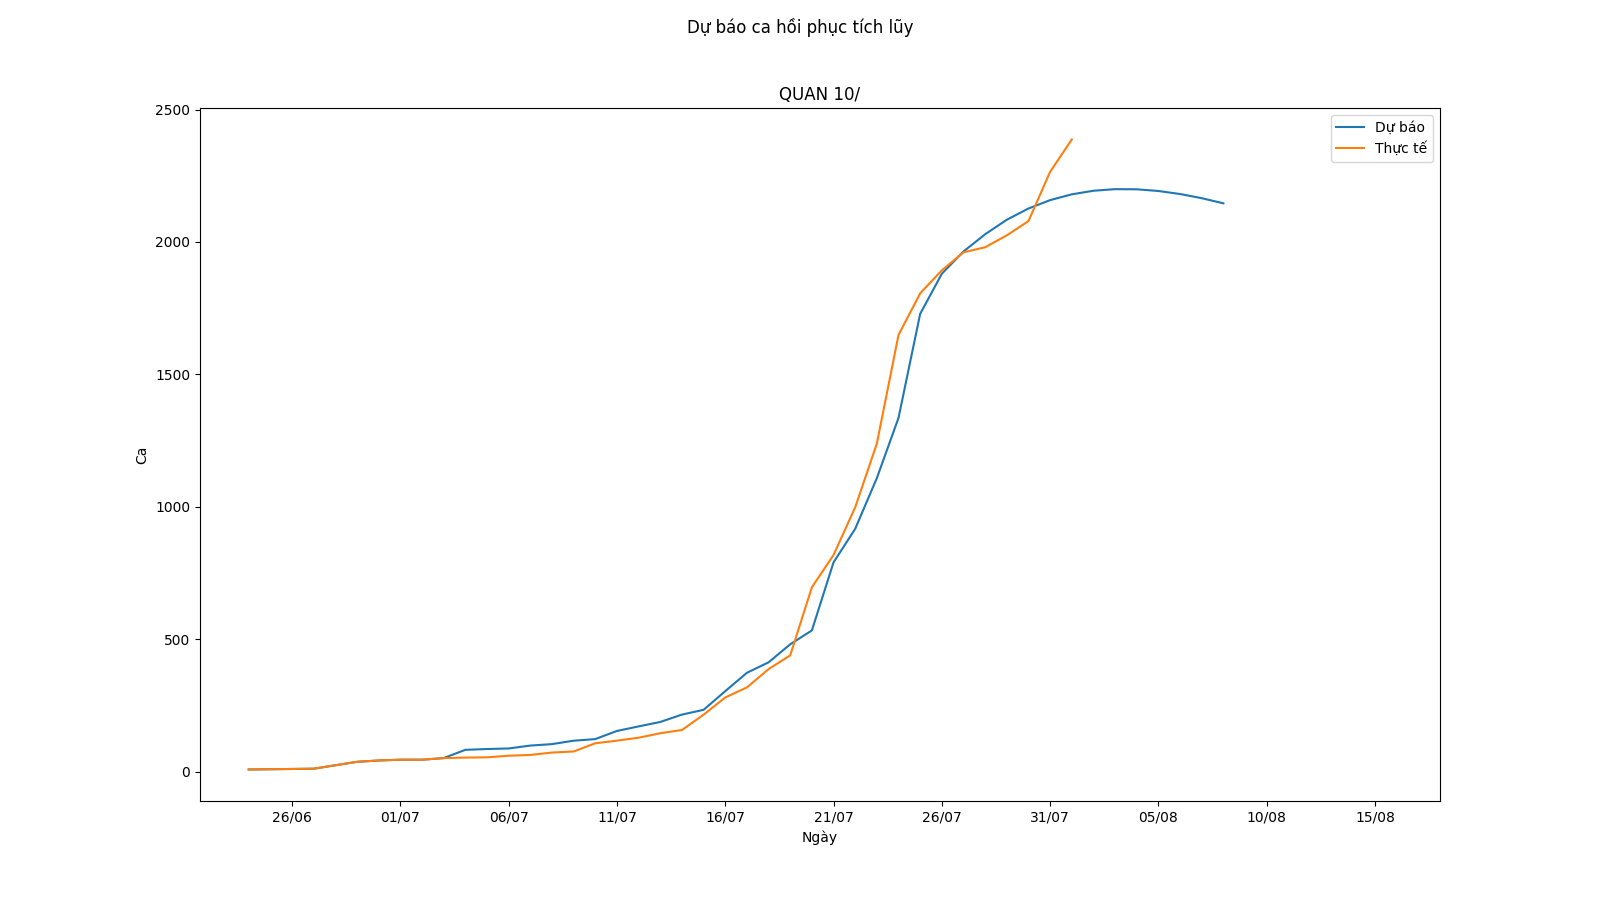 Dự báo ca hồi phục tích lũy
QUAN 10/
2500
2000
1500
1000
500
0
Ca
Dự báo
Thực tế
26/06 01/07 06/07 11/07 16/07 21/07 26/07 31/07 05/08 10/08 15/08
Ngày